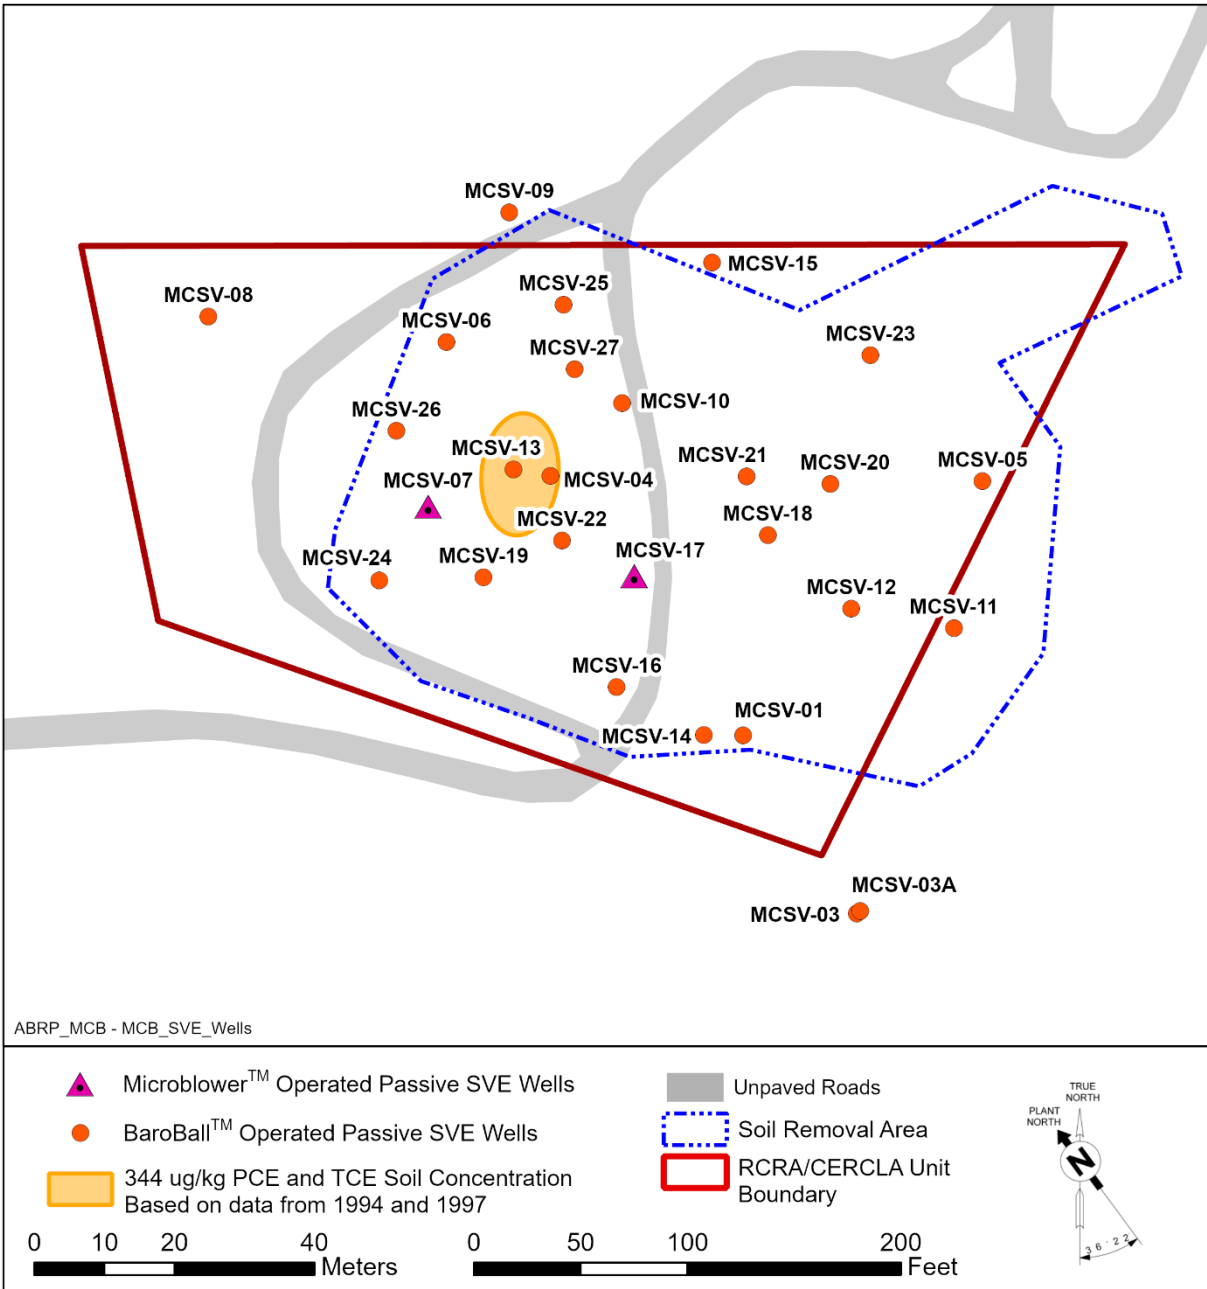 MCSV-09
MCSV-15
MCSV-08
MCSV-25
MCSV-06
MCSV-23
MCSV-27
MCSV-10
MCSV-26
MCSV-13
MCSV-21
MCSV-20
MCSV-05
MCSV-07
MCSV-04
MCSV-22
MCSV-18
MCSV-24
MCSV-19
MCSV-17
MCSV-12
MCSV-11
MCSV-16
MCSV-01
MCSV-14
MCSV-03A
MCSV-03
ABRP_MCB - MCB_SVE_Wells
Microblower™ Operated Passive SVE Wells
BaroBall™ Operated Passive SVE Wells
344 ug/kg PCE and TCE Soil Concentration
Based on data from 1994 and 1997
Unpaved Roads
Soil Removal Area
RCRA/CERCLA Unit
Boundary
TRUE
NORTH
PLANT
NORTH
N
36°22'
0 10 20 40
Meters
0 50 100 200
Feet